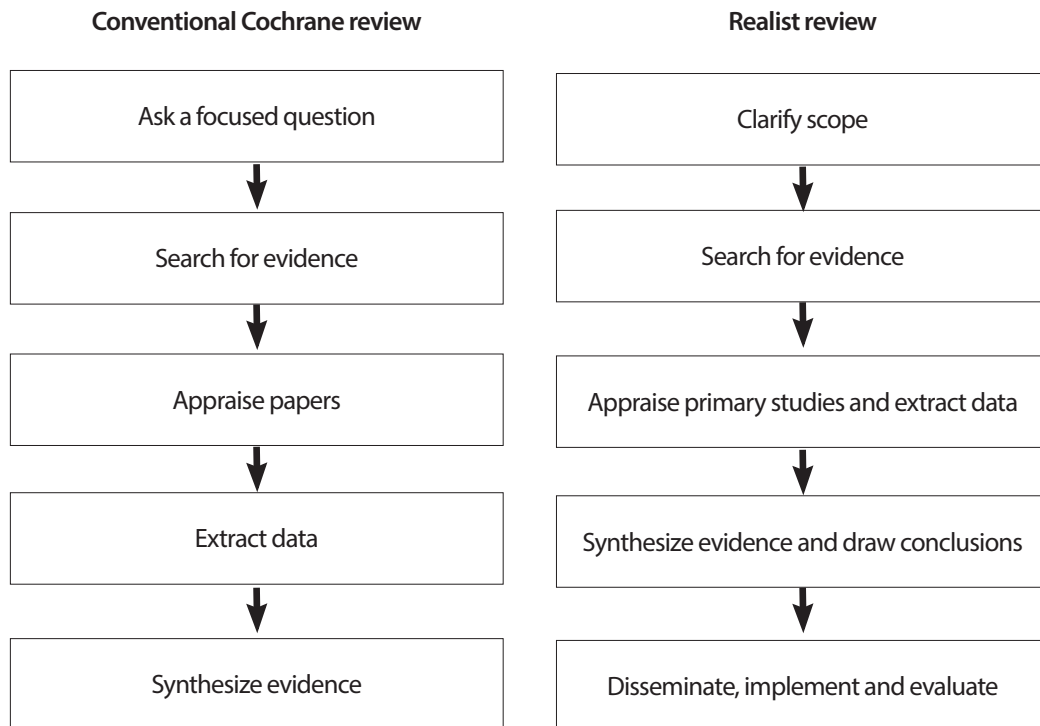 Conventional Cochrane review
Ask a focused question
Search for evidence
Appraise papers
Extract data
Synthesize evidence
Realist review
Clarify scope
Search for evidence
Appraise primary studies and extract data
Synthesize evidence and draw conclusions
Disseminate, implement and evaluate